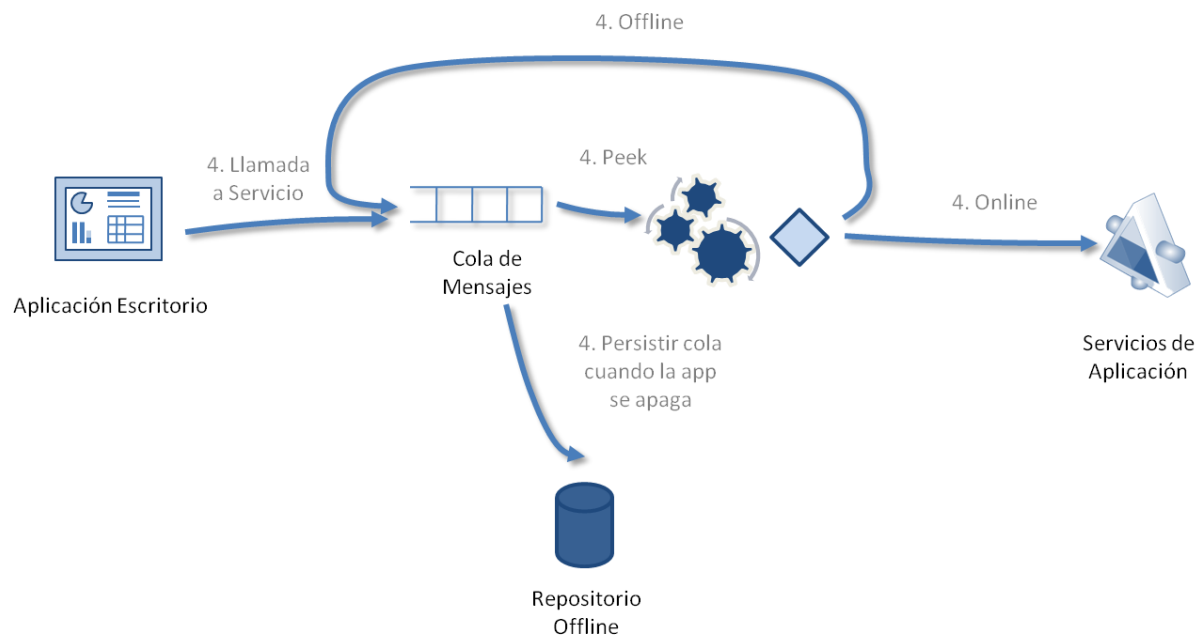 4. Offline
4. Llamada
a Servicio
4. Peek
4. Online
Cola de
Mensajes
Aplicación Escritorio
4. Persistir cola
cuando la app
se apaga
Servicios de
Aplicación
Repositorio
Offline